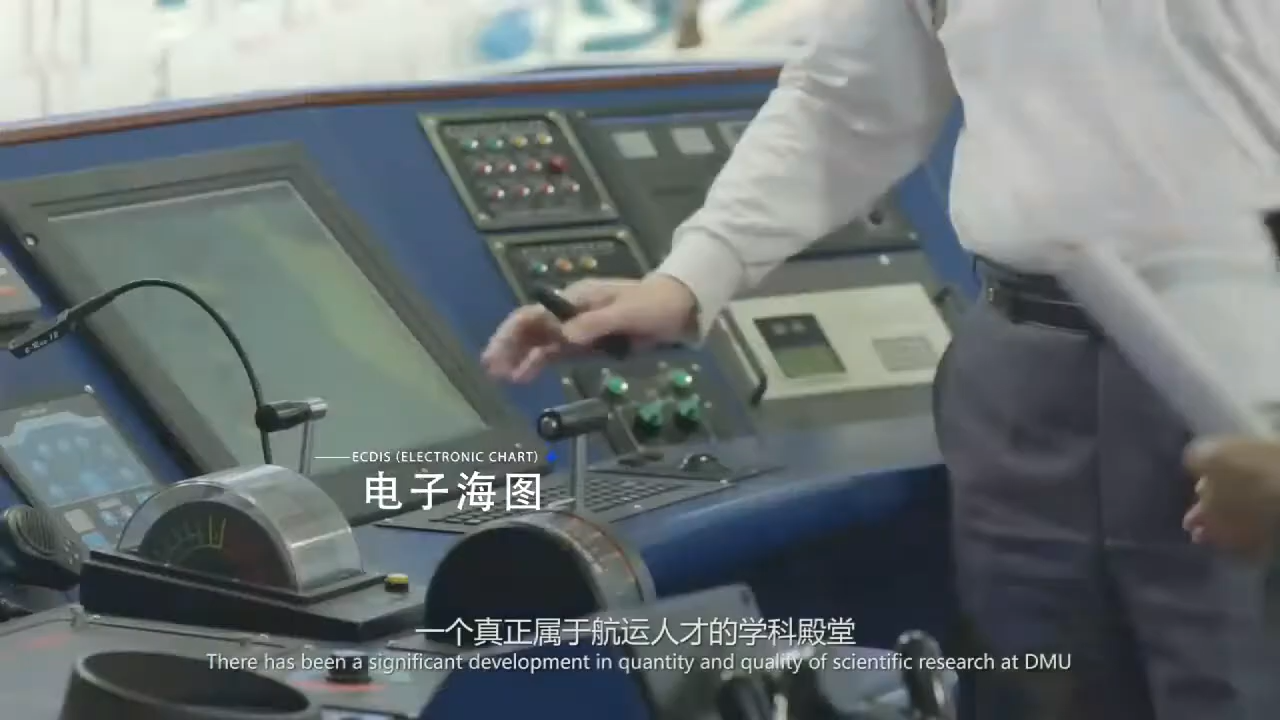 ECDIS (ELECTRONIC CHART)
电子海图
一个真正属于航运人才的学科殿堂
There has been a significant development in quantity and quality of scientific research at DMU